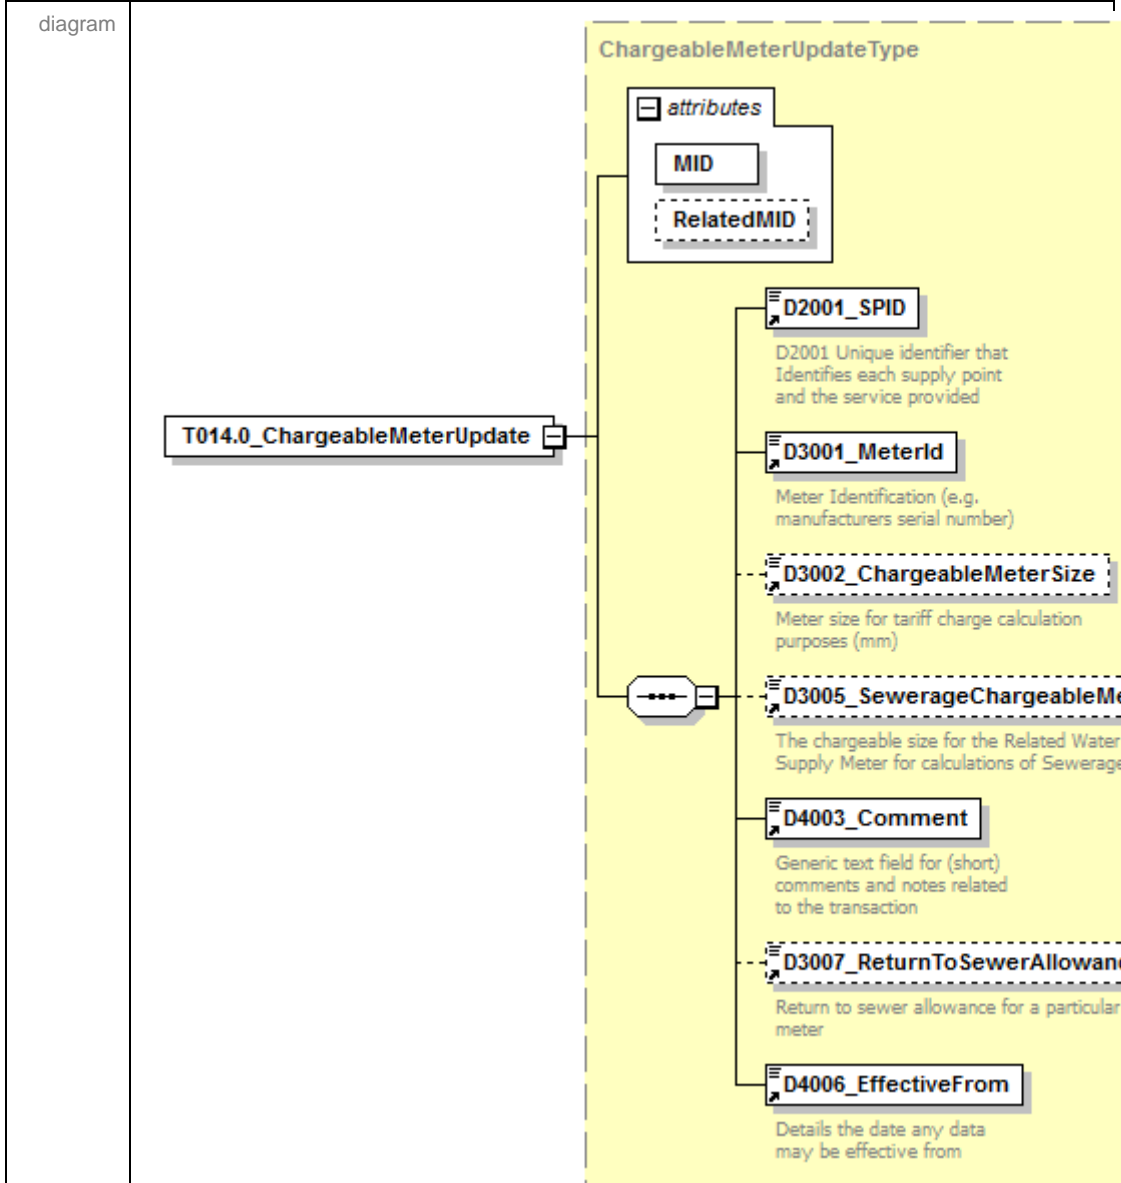 diagram
ChargeableMeterUpdateType
attributes
MID
RelatedMID
D2001_SPID
D2001 Unique identifier that
Identifies each supply point
and the service provided
T014.0_ChargeableMeterUpdate
D3001_MeterId
Meter Identification (e.g.
manufacturers serial number)
D3002_ChargeableMeterSize
Meter size for tariff charge calculation
purposes (mm)
D3005_SewerageChargeableMe
The chargeable size for the Related Water
Supply Meter for calculations of Sewerage
D4003_Comment
Generic text field for (short)
comments and notes related
to the transaction
D3007_ReturnToSewerAllowan
Return to sewer allowance for a particular
meter
D4006_EffectiveFrom
Details the date any data
may be effective from